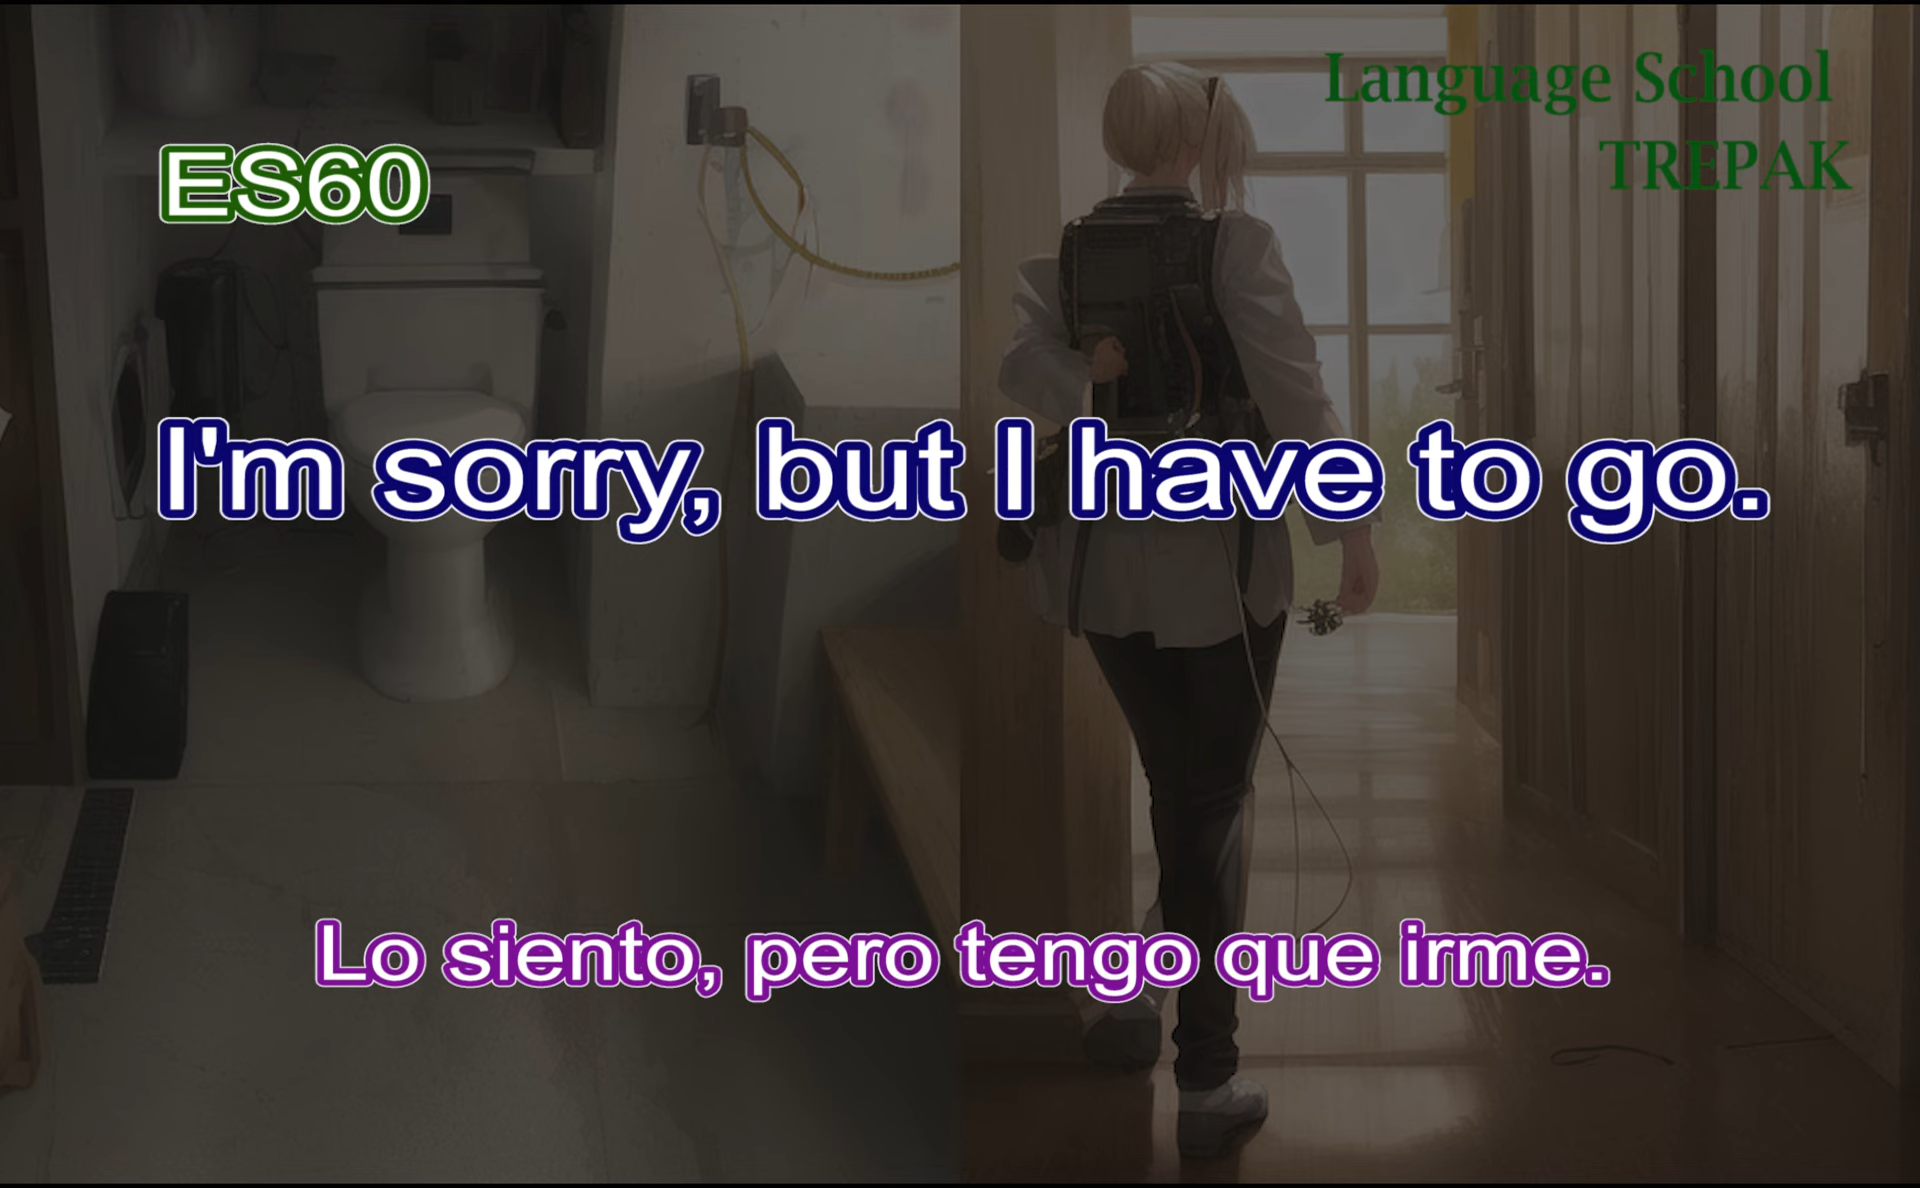 Language School
TREPAK
ES60
I'm sorry, but I have to go.
Lo siento, pero tengo que irme.